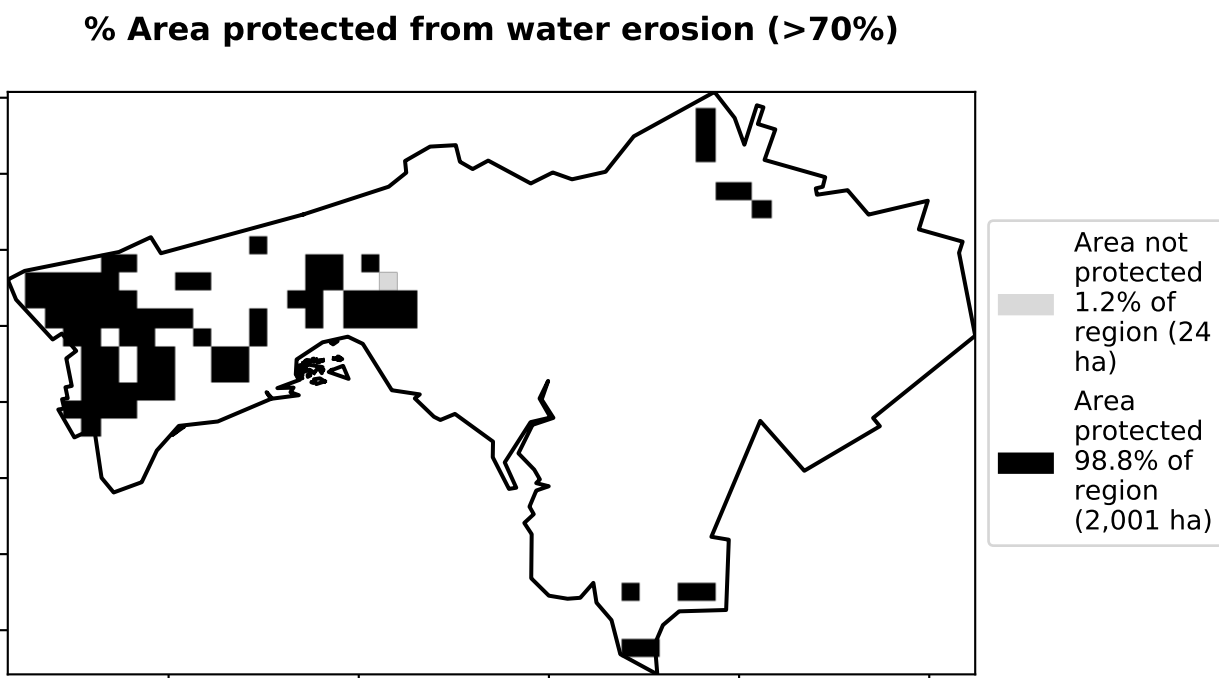 % Area protected from water erosion (>70%)
Area not
protected
1.2% of
region (24
ha)
Area
protected
98.8% of
region
(2,001 ha)